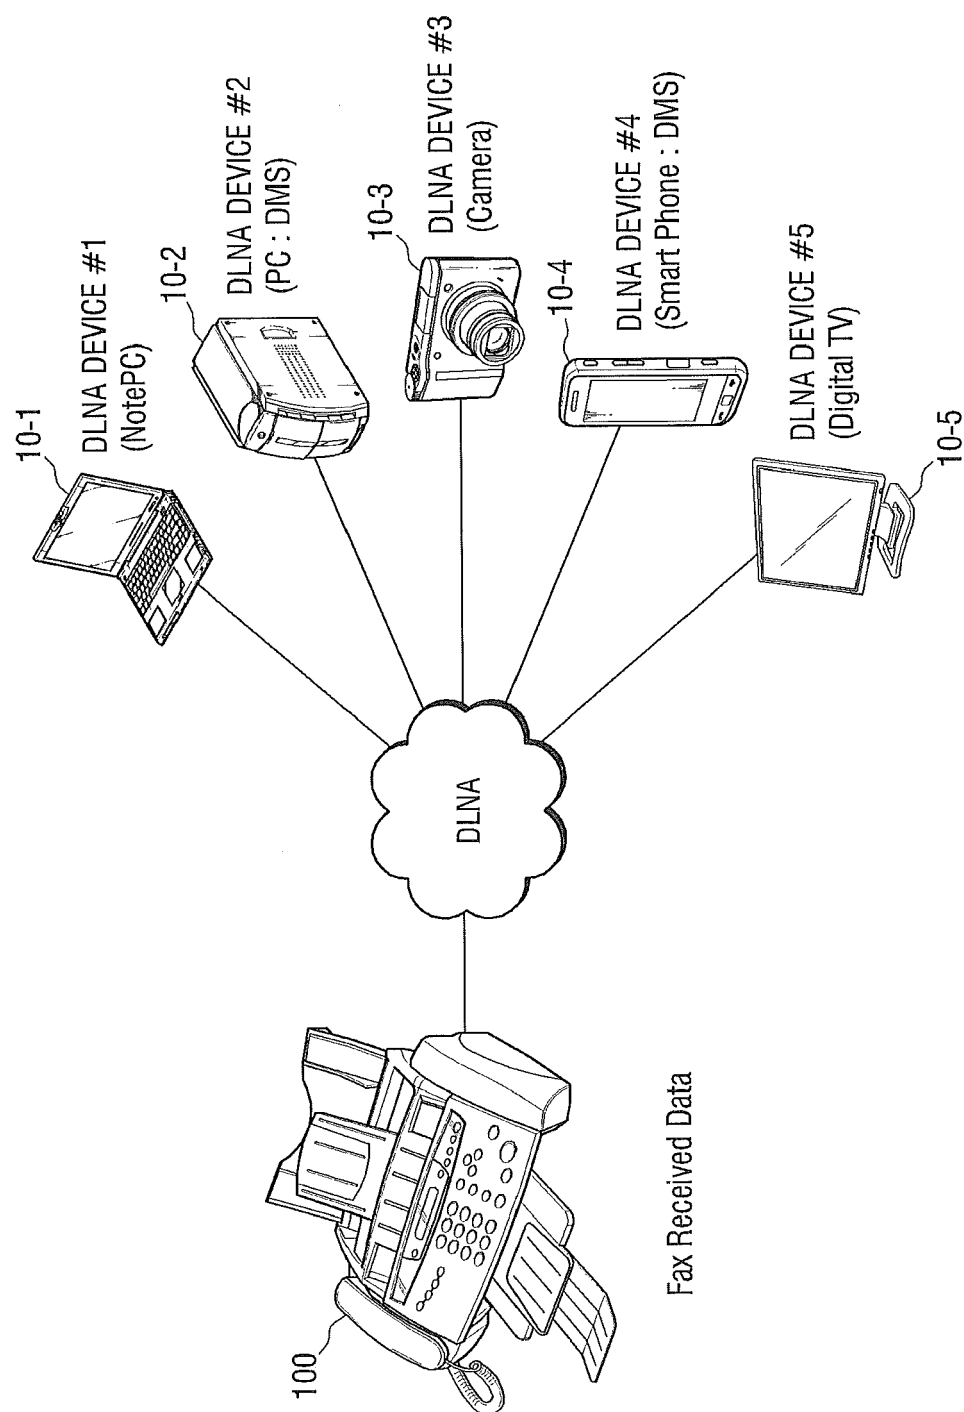 10-1
DLNA DEVICE #1
(NotePC)
10-2
DLNA DEVICE #2
(PC : DMS)
10-3
DLNA DEVICE #3
(Camera)
10-4
DLNA DEVICE #4
(Smart Phone : DMS)
DLNA DEVICE #5
(Digital TV)
10-5
DLNA
100
Fax Received Data